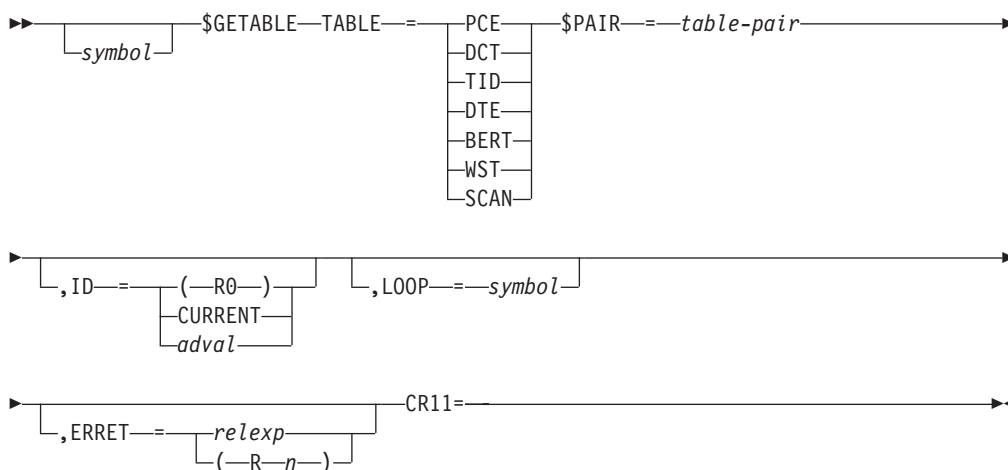 $GETABLE TABLE = PCE $PAIR = table-pair
symbol DCT
TID
DTE
BERT
WST
SCAN
,ID = ( R0 ) ,LOOP = symbol
CURRENT
adval
,ERRET = relexp CR11=
( R n )